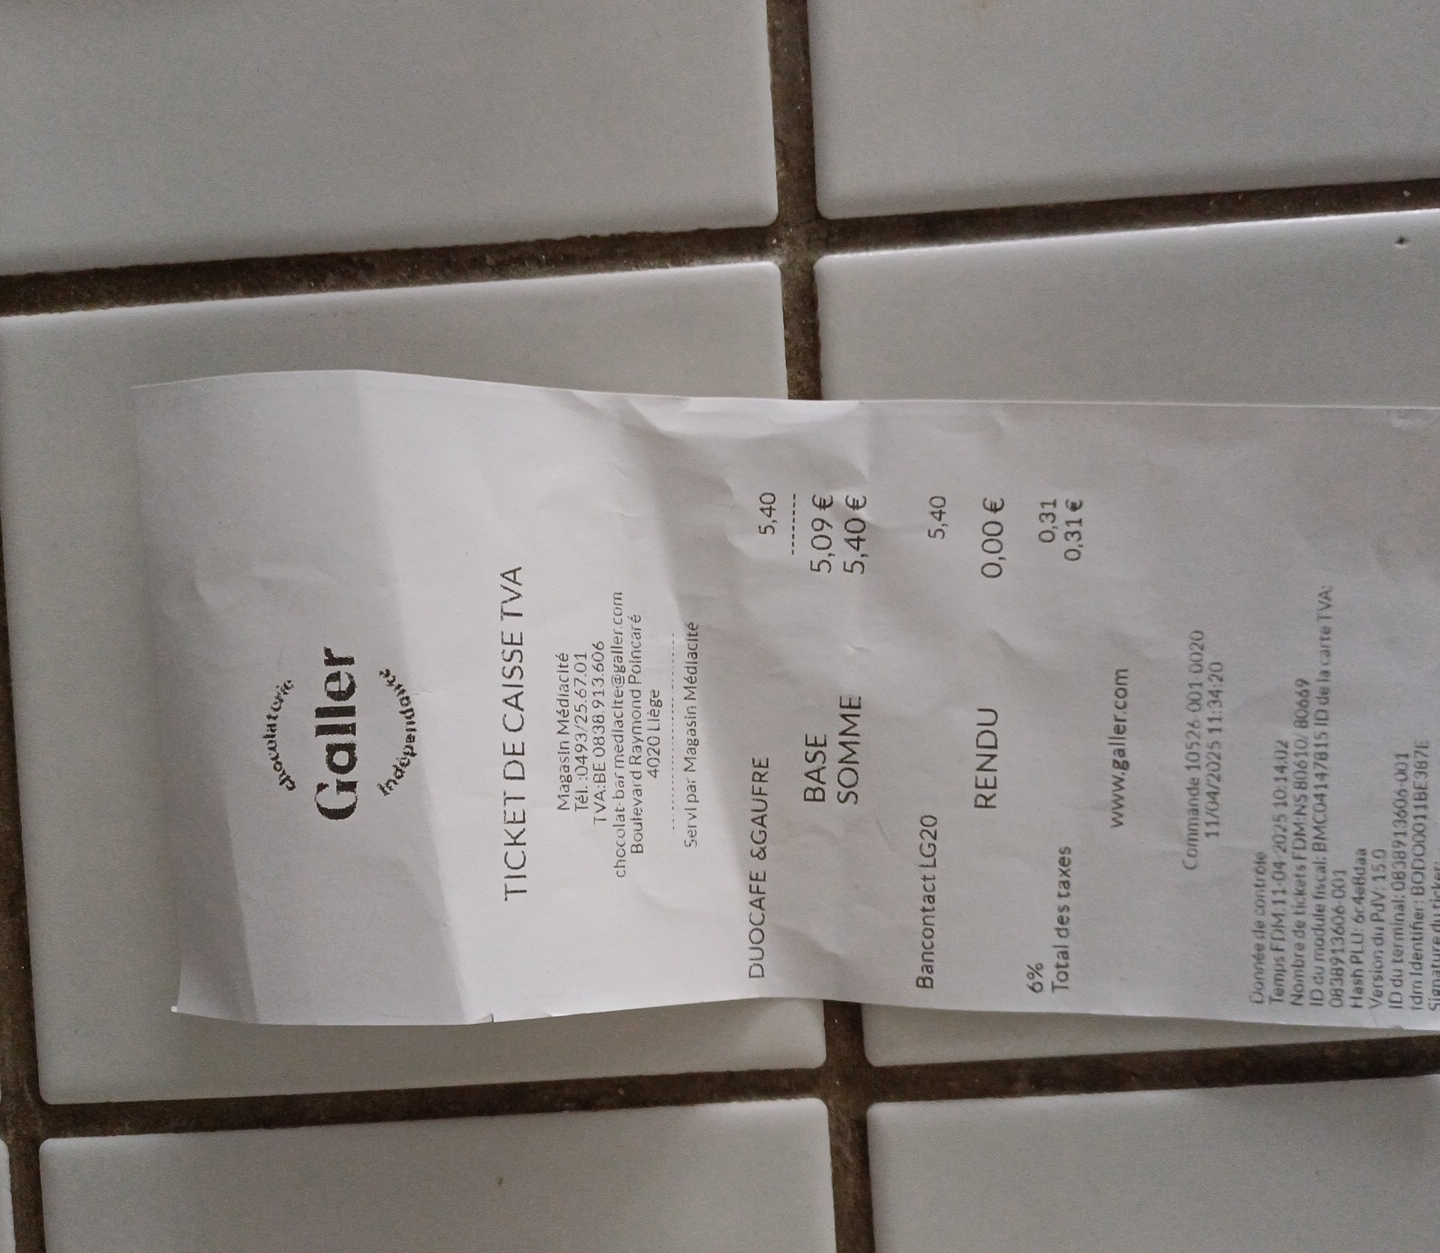 Chocolaterie
Galler
Indépendante
TICKET DE CAISSE TVA
Magasin Médiacité
Tél. :0493/25.67.01
TVA:BE 0838.913.606
chocolat-bar.mediacite@galler.com
Boulevard Raymond Poincaré
4020 Liège
Servi par Magasin Médiacité
DUOCAFE &GAUFRE 5,40
--------
BASE 5,09 €
SOMME 5,40 €
Bancontact LG20 5,40
RENDU 0,00 €
6% 0,31
Total des taxes 0,31 €
www.galler.com
Commande 10526-001-0020
11/04/2025 11:34:20
Donnée de contrôle
Temps FDM.11-04-2025 10:14:02
Nombre de tickets FDM:NS 80610/ 80669
ID du module fiscal: BMC04147815 ID de la carte TVA:
0838913606-001
Hash PLU: 6c4e8daa
Version du PdV: 15.0
ID du terminal: 0838913606-001
fdm Identifier: BODO0011BE387E
Signature du ticket: